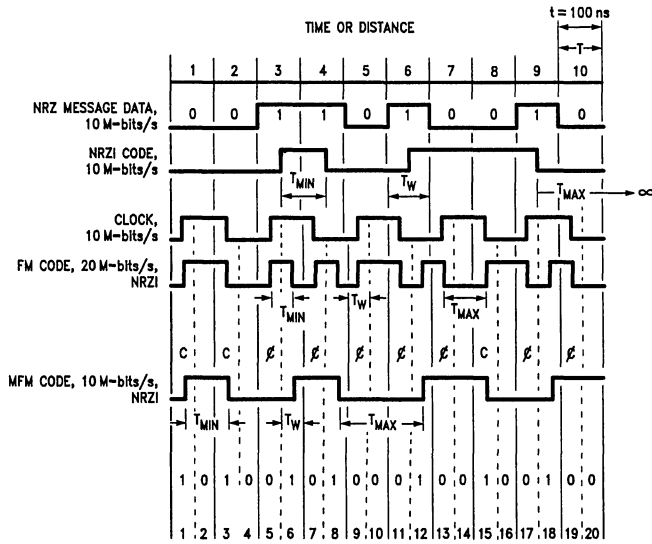 t = 100 ns
TIME OR DISTANCE
T
1 2 3 4 5 6 7 8 9 10
NRZ MESSAGE DATA,
10 M-bits/s
0 0 1 1 0 1 0 0 1 0
NRZI CODE,
10 M-bits/s
TMIN TW TMAX ∞
CLOCK,
10 M-bits/s
FM CODE, 20 M-bits/s,
NRZI
TMIN TW TMAX
C C ₵ ₵ ₵ ₵ ₵ C ₵ ₵
MFM CODE, 10 M-bits/s,
NRZI
TMIN TW TMAX
1 0 1 0 0 1 0 1 0 0 0 1 0 0 1 0 0 1 0 0
1 2 3 4 5 6 7 8 9 10 11 12 13 14 15 16 17 18 19 20